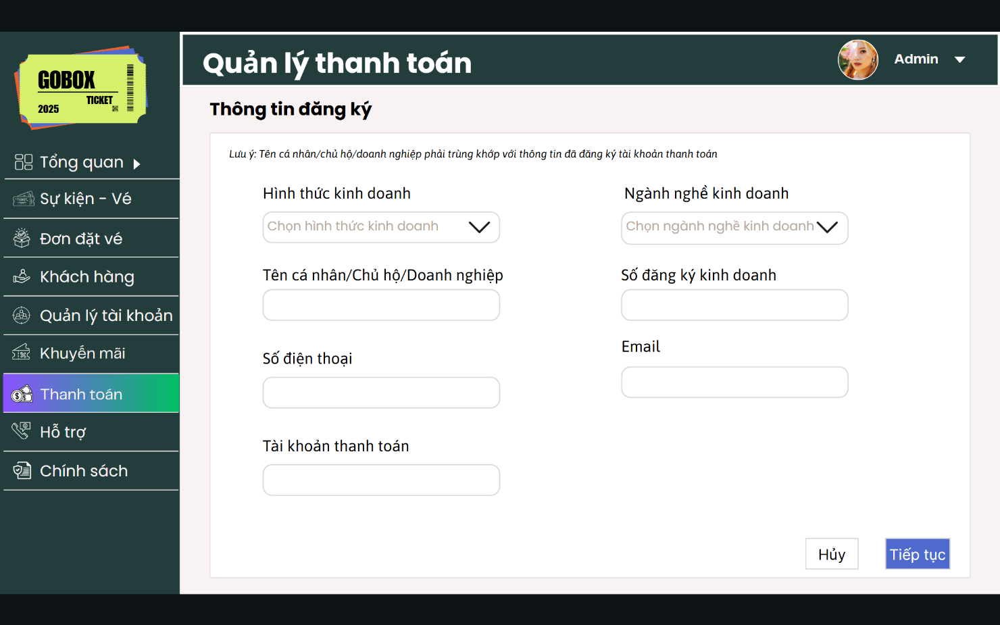 GOBOX
TICKET
2025
Tổng quan
Sự kiện - Vé
Đơn đặt vé
Khách hàng
Quản lý tài khoản
Khuyến mãi
Thanh toán
Hỗ trợ
Chính sách
Quản lý thanh toán
Admin
Thông tin đăng ký
Lưu ý: Tên cá nhân/chủ hộ/doanh nghiệp phải trùng khớp với thông tin đã đăng ký tài khoản thanh toán
Hình thức kinh doanh
Ngành nghề kinh doanh
Chọn hình thức kinh doanh
Chọn ngành nghề kinh doanh
Tên cá nhân/Chủ hộ/Doanh nghiệp
Số đăng ký kinh doanh
Số điện thoại
Email
Tài khoản thanh toán
Hủy
Tiếp tục